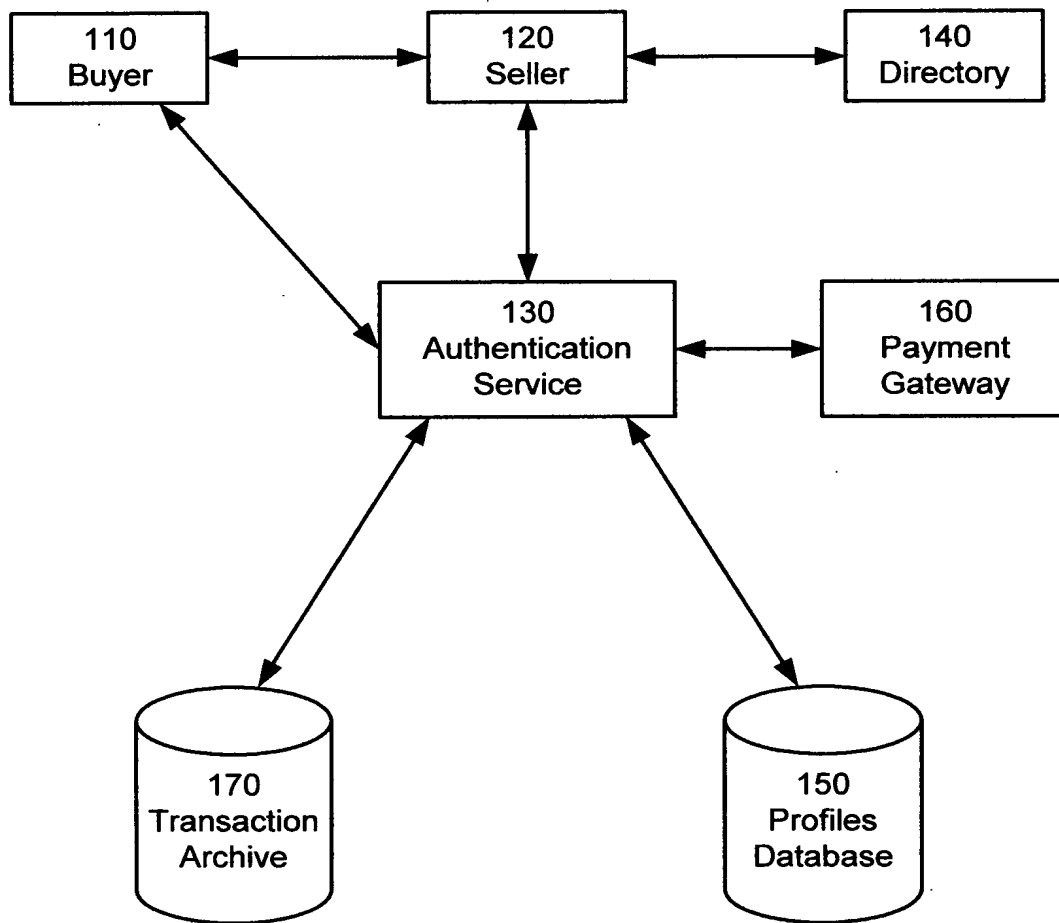 110
Buyer
120
Seller
140
Directory
130
Authentication
Service
160
Payment
Gateway
170
Transaction
Archive
150
Profiles
Database